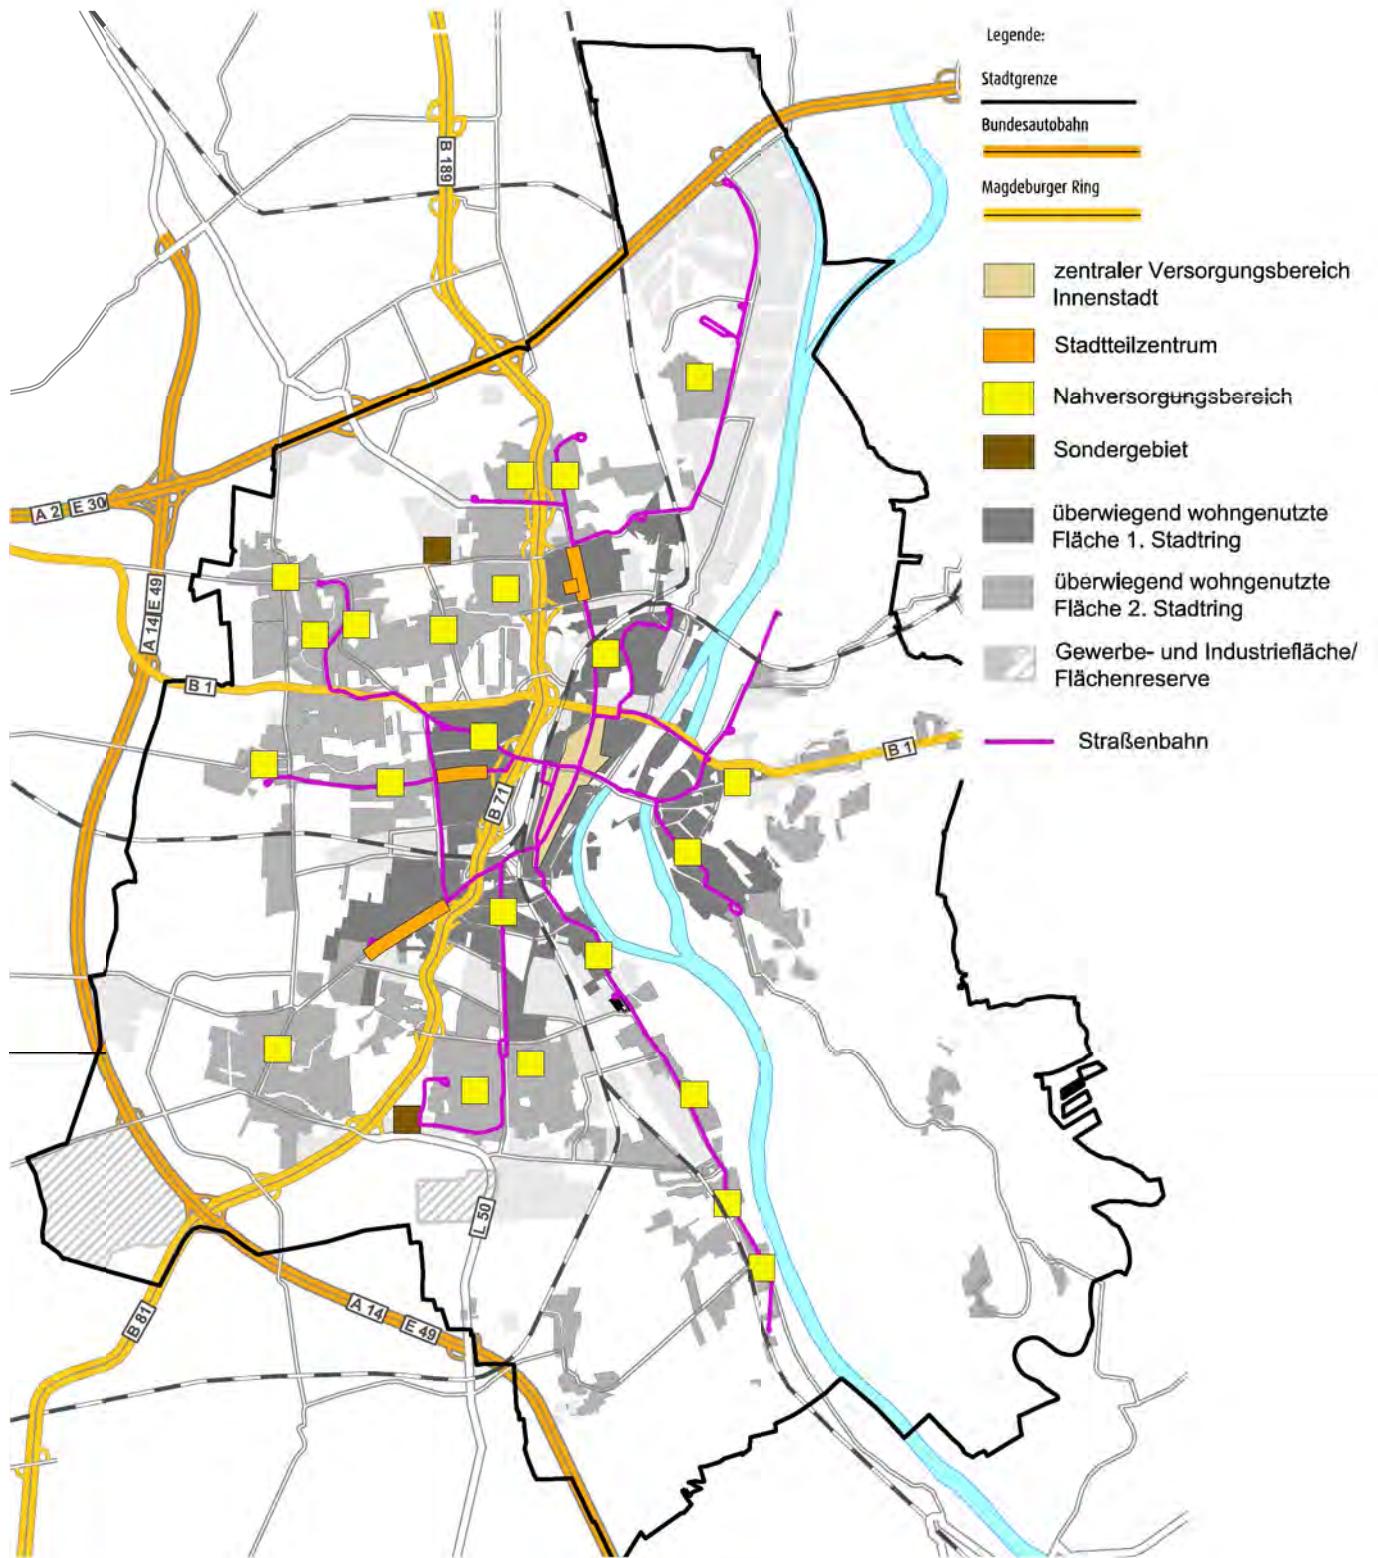 Legende:
Stadtgrenze
Bundesautobahn
Magdeburger Ring
zentraler Versorgungsbereich
Innenstadt
Stadtteilzentrum
Nahversorgungsbereich
Sondergebiet
überwiegend wohngenutzte
Fläche 1. Stadtring
überwiegend wohngenutzte
Fläche 2. Stadtring
Gewerbe- und Industriefläche/
Flächenreserve
Straßenbahn
B 189
A 2 E 30
A 14 E 49
B 1
B 1
B 71
L 50
B 81
A 14
E 49